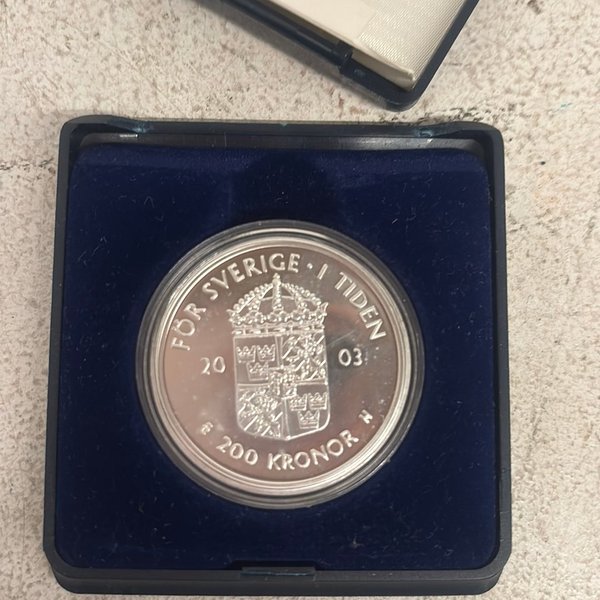 FÖR SVERIGE · I TIDEN
20 03
200 KRONOR
N